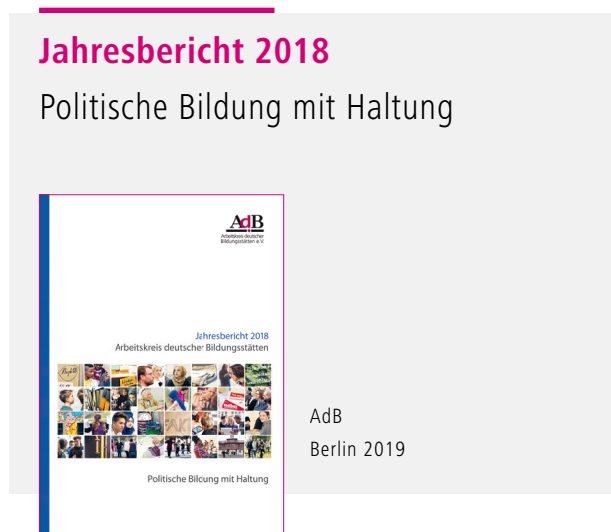 Jahresbericht 2018
Politische Bildung mit Haltung
AdB
Arbeitskreis deutscher
Bildungsstätten e.V.
Jahresbericht 2018
Arbeitskreis deutscher Bildungsstätten
Politische Bildung mit Haltung
AdB
Berlin 2019